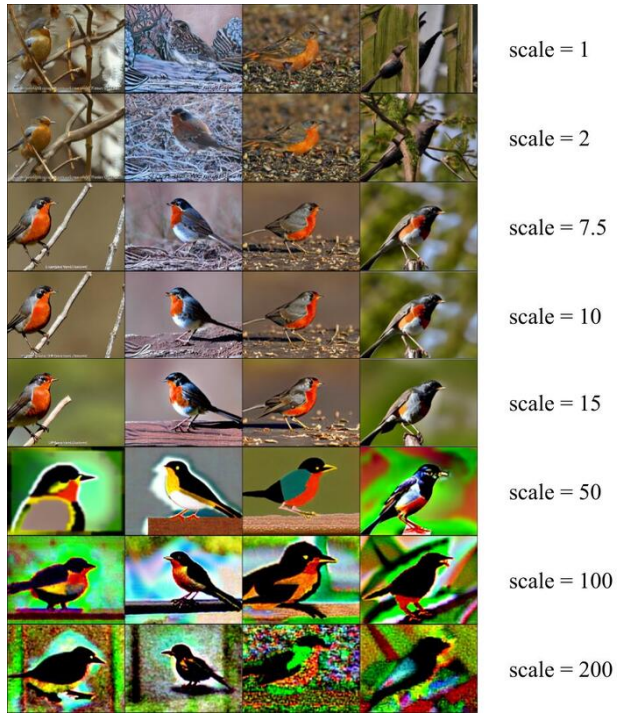 scale = 1
scale = 2
scale = 7.5
scale = 10
scale = 15
scale = 50
scale = 100
scale = 200